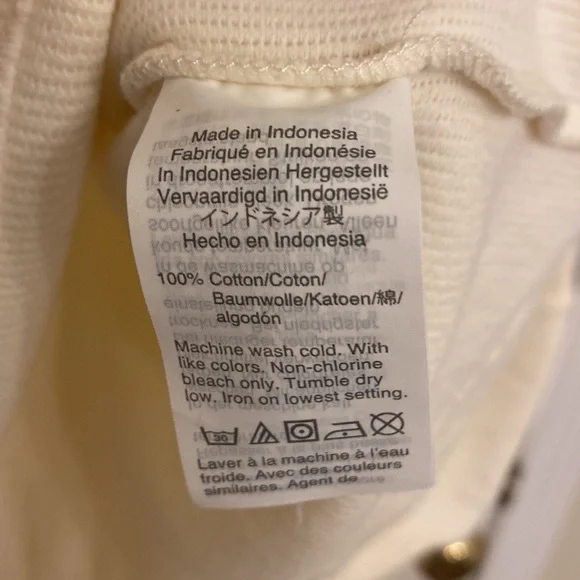 Made in Indonesia
Fabriqué en Indonésie
In Indonesien Hergestellt
Vervaardigd in Indonesië
インドネシア製
Hecho en Indonesia
100% Cotton/Coton/
Baumwolle/Katoen/綿/
algodón
Machine wash cold. With
like colors. Non-chlorine
bleach only. Tumble dry
low. Iron on lowest setting.
30
Laver à la machine à l'eau
froide. Avec des couleurs
similaires. Agent de